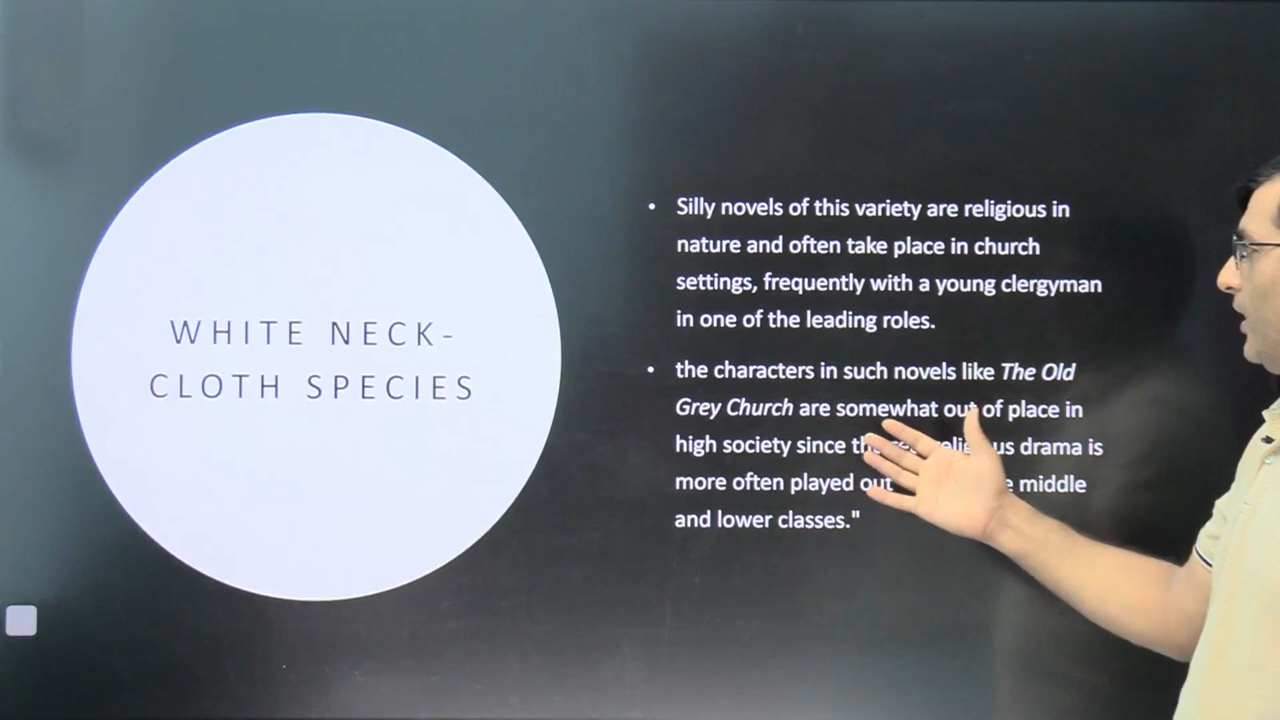 WHITE NECK-
CLOTH SPECIES
• Silly novels of this variety are religious in
nature and often take place in church
settings, frequently with a young clergyman
in one of the leading roles.
• the characters in such novels like The Old
Grey Church are somewhat out of place in
high society since drama is
more often played out middle
and lower classes."